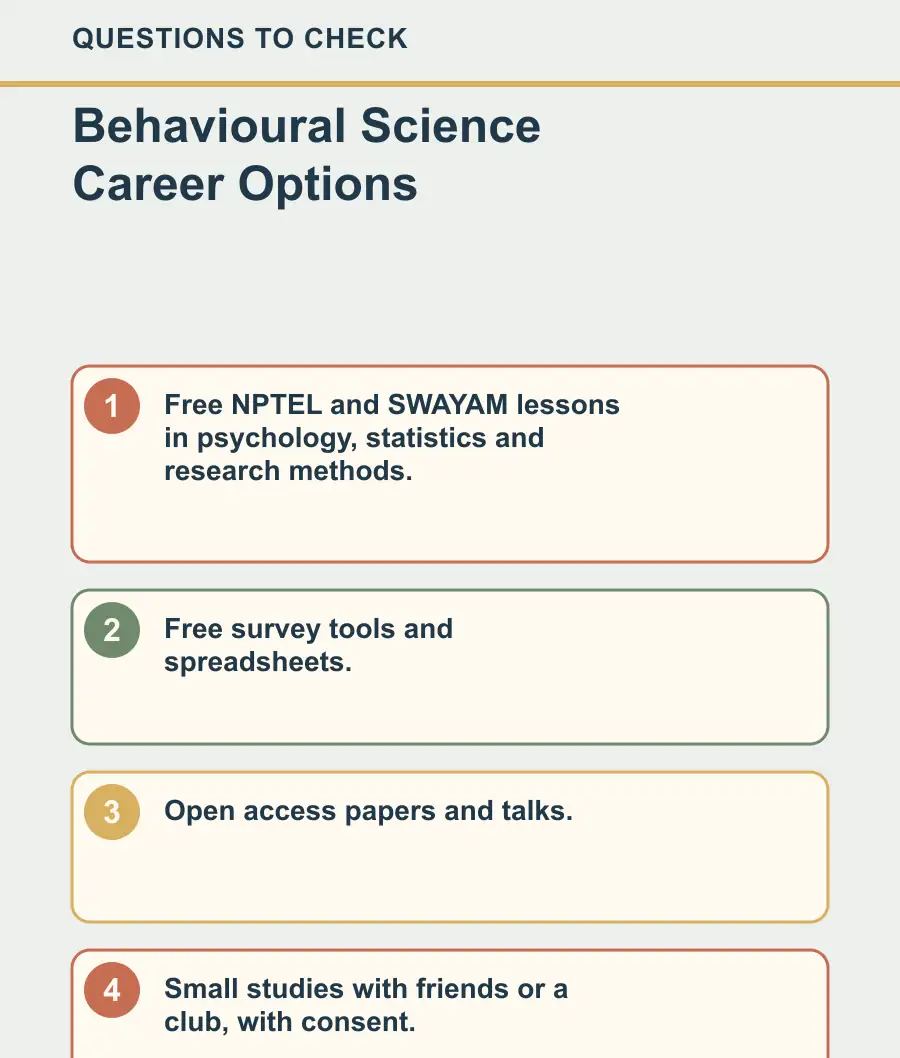 QUESTIONS TO CHECK
Behavioural Science
Career Options
1
Free NPTEL and SWAYAM lessons
in psychology, statistics and
research methods.
2
Free survey tools and
spreadsheets.
3
Open access papers and talks.
4
Small studies with friends or a
club, with consent.